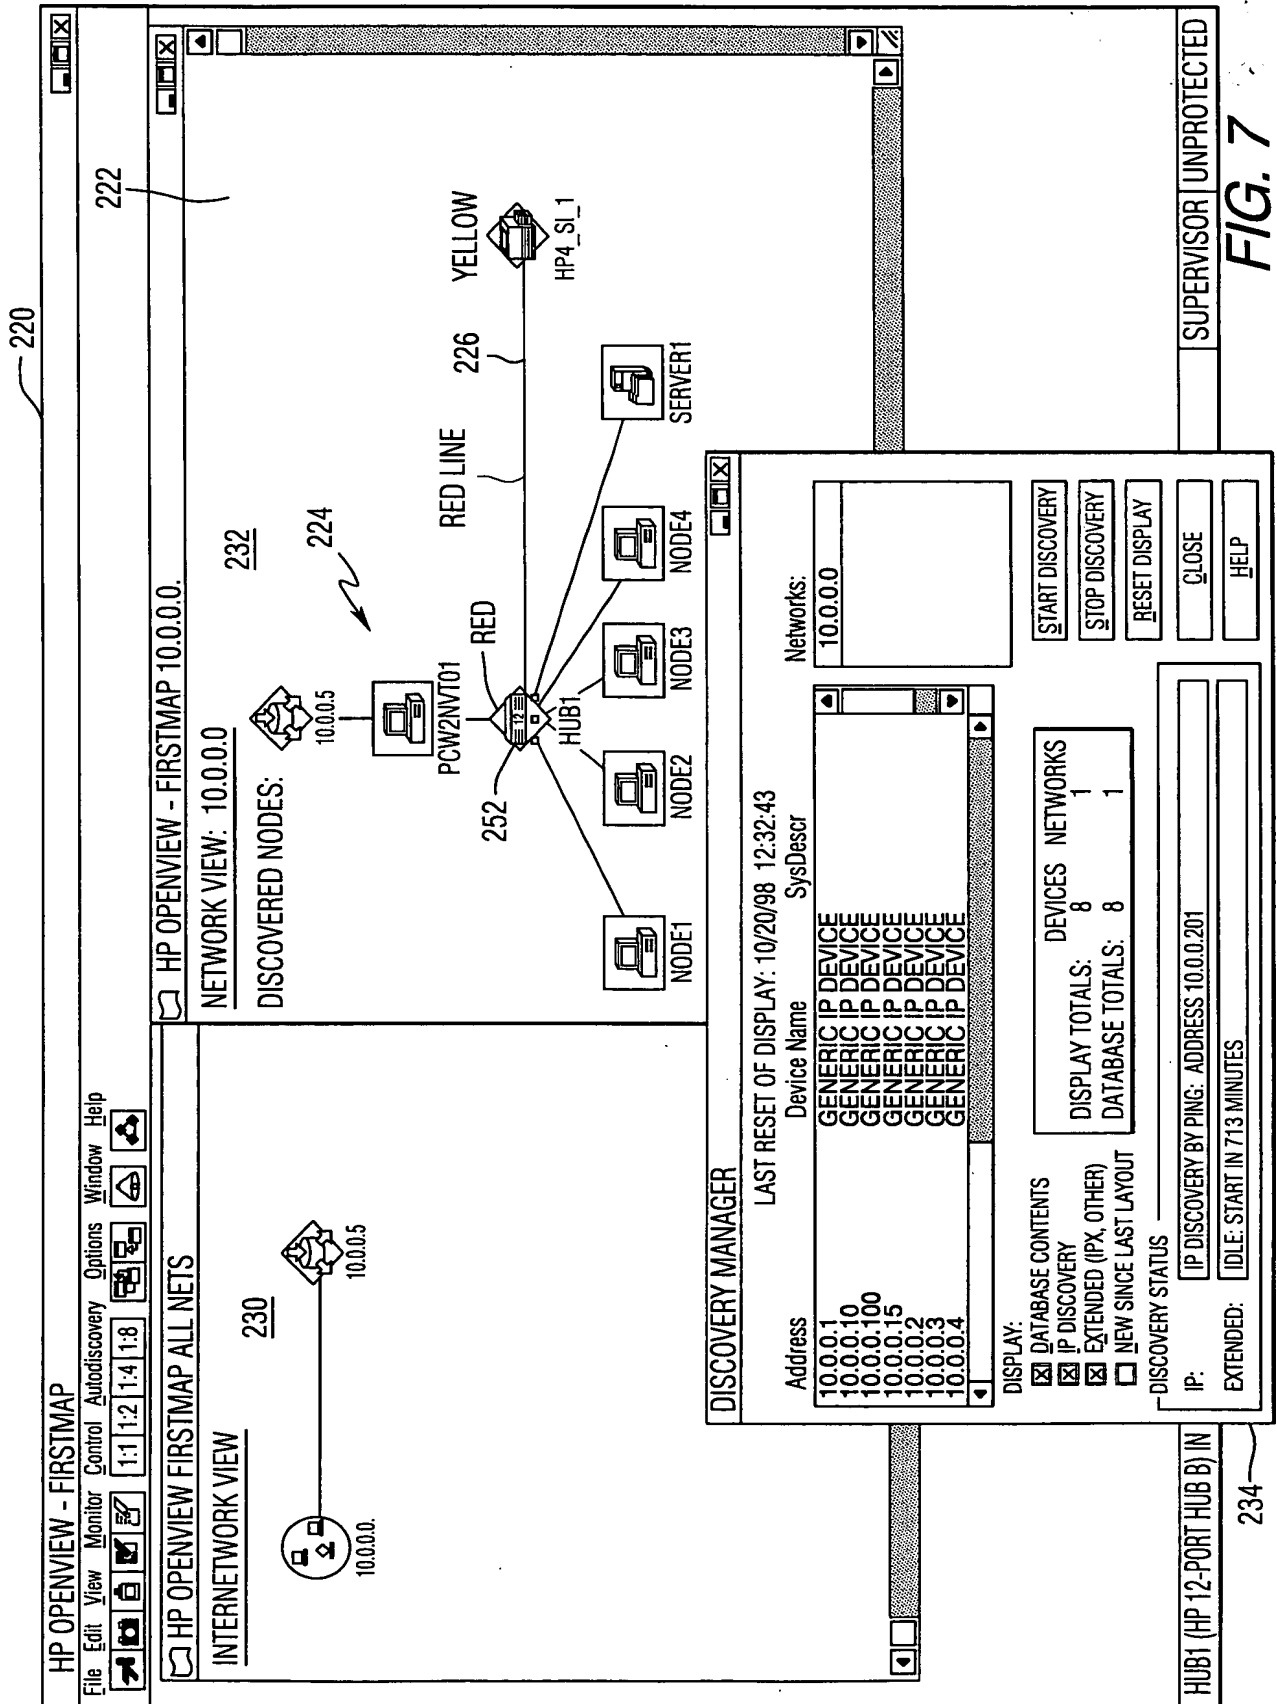 220
HP OPENVIEW - FIRSTMAP
File Edit View Monitor Control Autodiscovery Options Window Help
1:1 1:2 1:4 1:8
222
HP OPENVIEW FIRSTMAP ALL NETS
INTERNETWORK VIEW
230
10.0.0.0.
10.0.0.5
HP OPENVIEW - FIRSTMAP 10.0.0.0.
NETWORK VIEW: 10.0.0.0
DISCOVERED NODES:
232
10.0.0.5
224
PCW2NVT01
RED
RED LINE
226
YELLOW
252
12
HUB1
HP4_SI_1
NODE1
NODE2
NODE3
NODE4
SERVER1
DISCOVERY MANAGER
LAST RESET OF DISPLAY: 10/20/98 12:32:43
Address Device Name SysDescr
Networks:
10.0.0.1 GENERIC IP DEVICE
10.0.0.10 GENERIC IP DEVICE
10.0.0.100 GENERIC IP DEVICE
10.0.0.15 GENERIC IP DEVICE
10.0.0.2 GENERIC IP DEVICE
10.0.0.3 GENERIC IP DEVICE
10.0.0.4 GENERIC IP DEVICE
10.0.0.0
DISPLAY:
DATABASE CONTENTS
IP DISCOVERY
EXTENDED (IPX, OTHER)
NEW SINCE LAST LAYOUT
DEVICES NETWORKS
DISPLAY TOTALS: 8 1
DATABASE TOTALS: 8 1
START DISCOVERY
STOP DISCOVERY
RESET DISPLAY
CLOSE
HELP
DISCOVERY STATUS
IP: IP DISCOVERY BY PING: ADDRESS 10.0.0.201
EXTENDED: IDLE: START IN 713 MINUTES
HUB1 (HP 12-PORT HUB B) IN
SUPERVISOR UNPROTECTED
234
FIG. 7